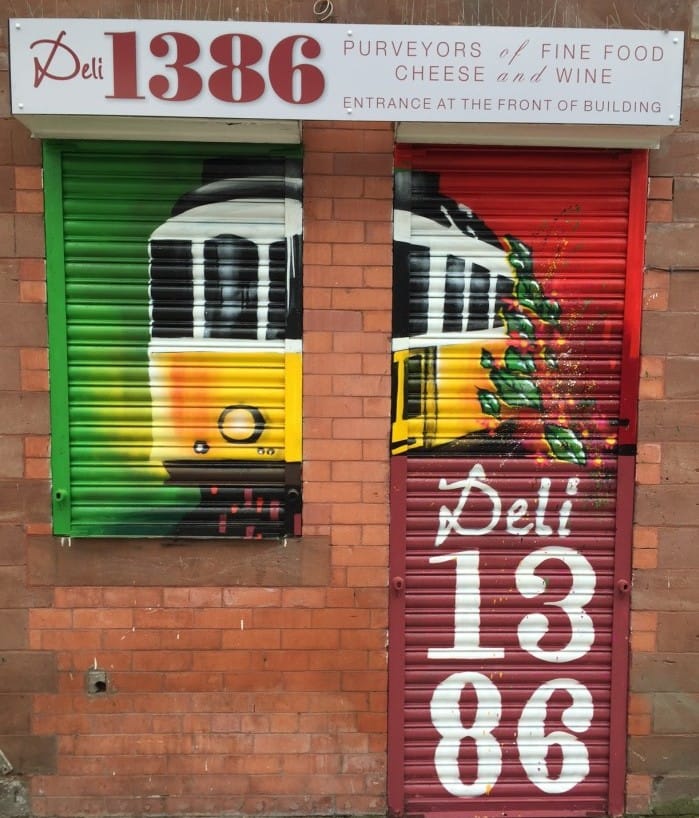 Deli 1386
PURVEYORS of FINE FOOD
CHEESE and WINE
ENTRANCE AT THE FRONT OF BUILDING
Deli
13
86